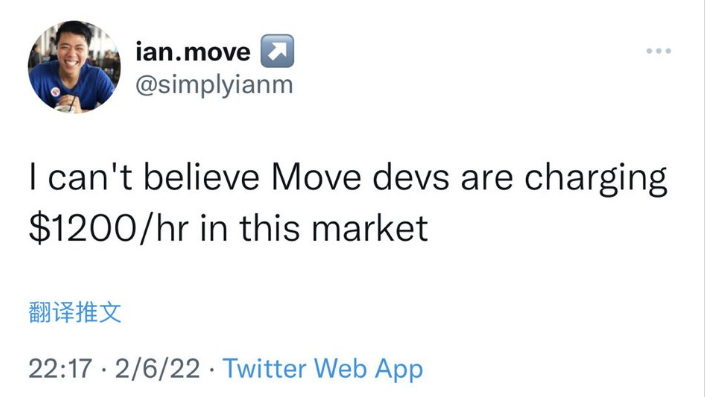 ian.move ↗️
@simplyianm
I can't believe Move devs are charging
$1200/hr in this market
翻译推文
22:17 · 2/6/22 · Twitter Web App